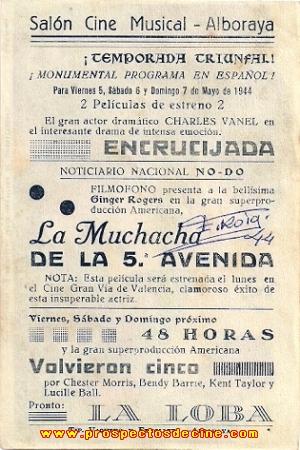 Salón Cine Musical - Alboraya
¡TEMPORADA TRIUNFAL!
¡MONUMENTAL PROGRAMA EN ESPAÑOL!
Para Viernes 5, Sábado 6 y Domingo 7 de Mayo de 1944
2 Películas de estreno 2
El gran actor dramático CHARLES VANEL en
el interesante drama de intensa emoción.
ENCRUCIJADA
NOTICIARIO NACIONAL NO-DO
FILMOFONO presenta a la bellísima
Ginger Rogers en la gran superpro-
ducción Americana,
La Muchacha
44
DE LA 5.ª AVENIDA
NOTA: Esta película será estrenada el lunes en
el Cine Gran Vía de Valencia, clamoroso éxito de
esta insuperable actriz.
Viernes, Sábado y Domingo próximo
48 HORAS
y la gran superproducción Americana
Volvieron cinco
por Chester Morris, Bendy Barrie, Kent Taylor y
Lucille Ball.
Pronto: LA LOBA
www.prospectosdecine.com